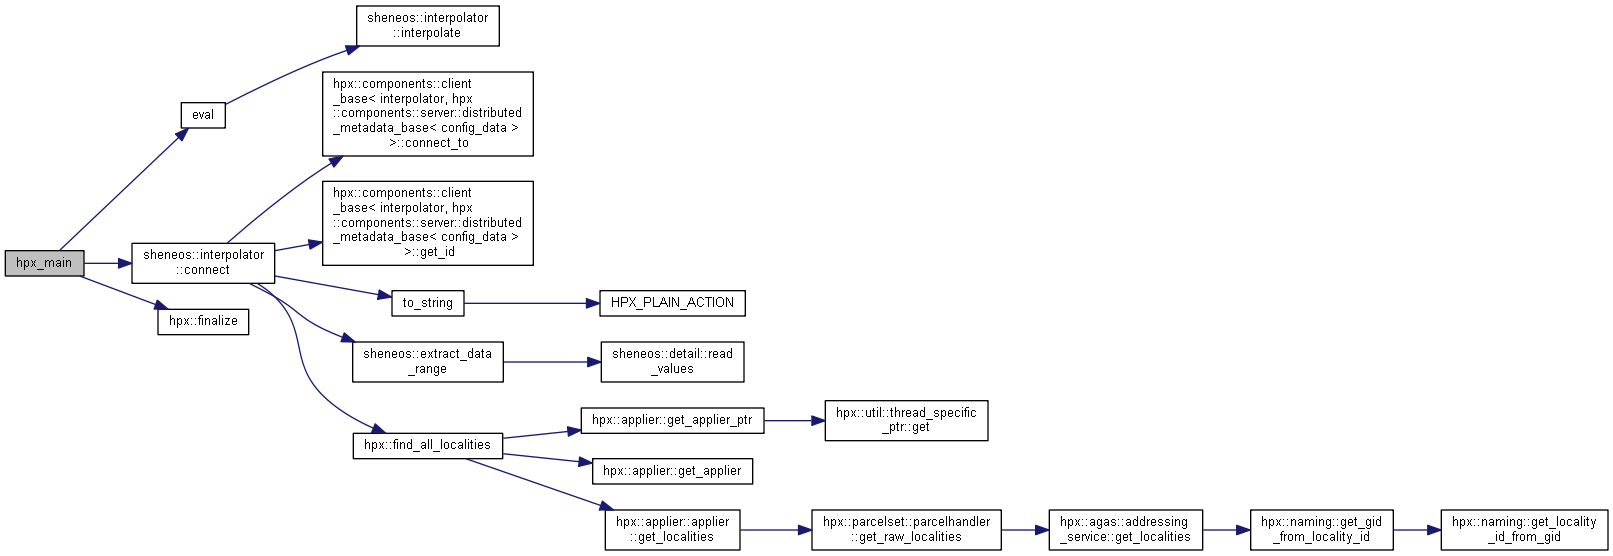 sheneos::interpolator
::interpolate
hpx::components::client
_base< interpolator, hpx
::components::server::distributed
_metadata_base< config_data >
>::connect_to
eval
hpx::components::client
_base< interpolator, hpx
::components::server::distributed
_metadata_base< config_data >
>::get_id
hpx_main
sheneos::interpolator
::connect
to_string
HPX_PLAIN_ACTION
hpx::finalize
sheneos::extract_data
_range
sheneos::detail::read
_values
hpx::find_all_localities
hpx::applier::get_applier_ptr
hpx::util::thread_specific
_ptr::get
hpx::applier::get_applier
hpx::applier::applier
::get_localities
hpx::parcelset::parcelhandler
::get_raw_localities
hpx::agas::addressing
_service::get_localities
hpx::naming::get_gid
_from_locality_id
hpx::naming::get_locality
_id_from_gid